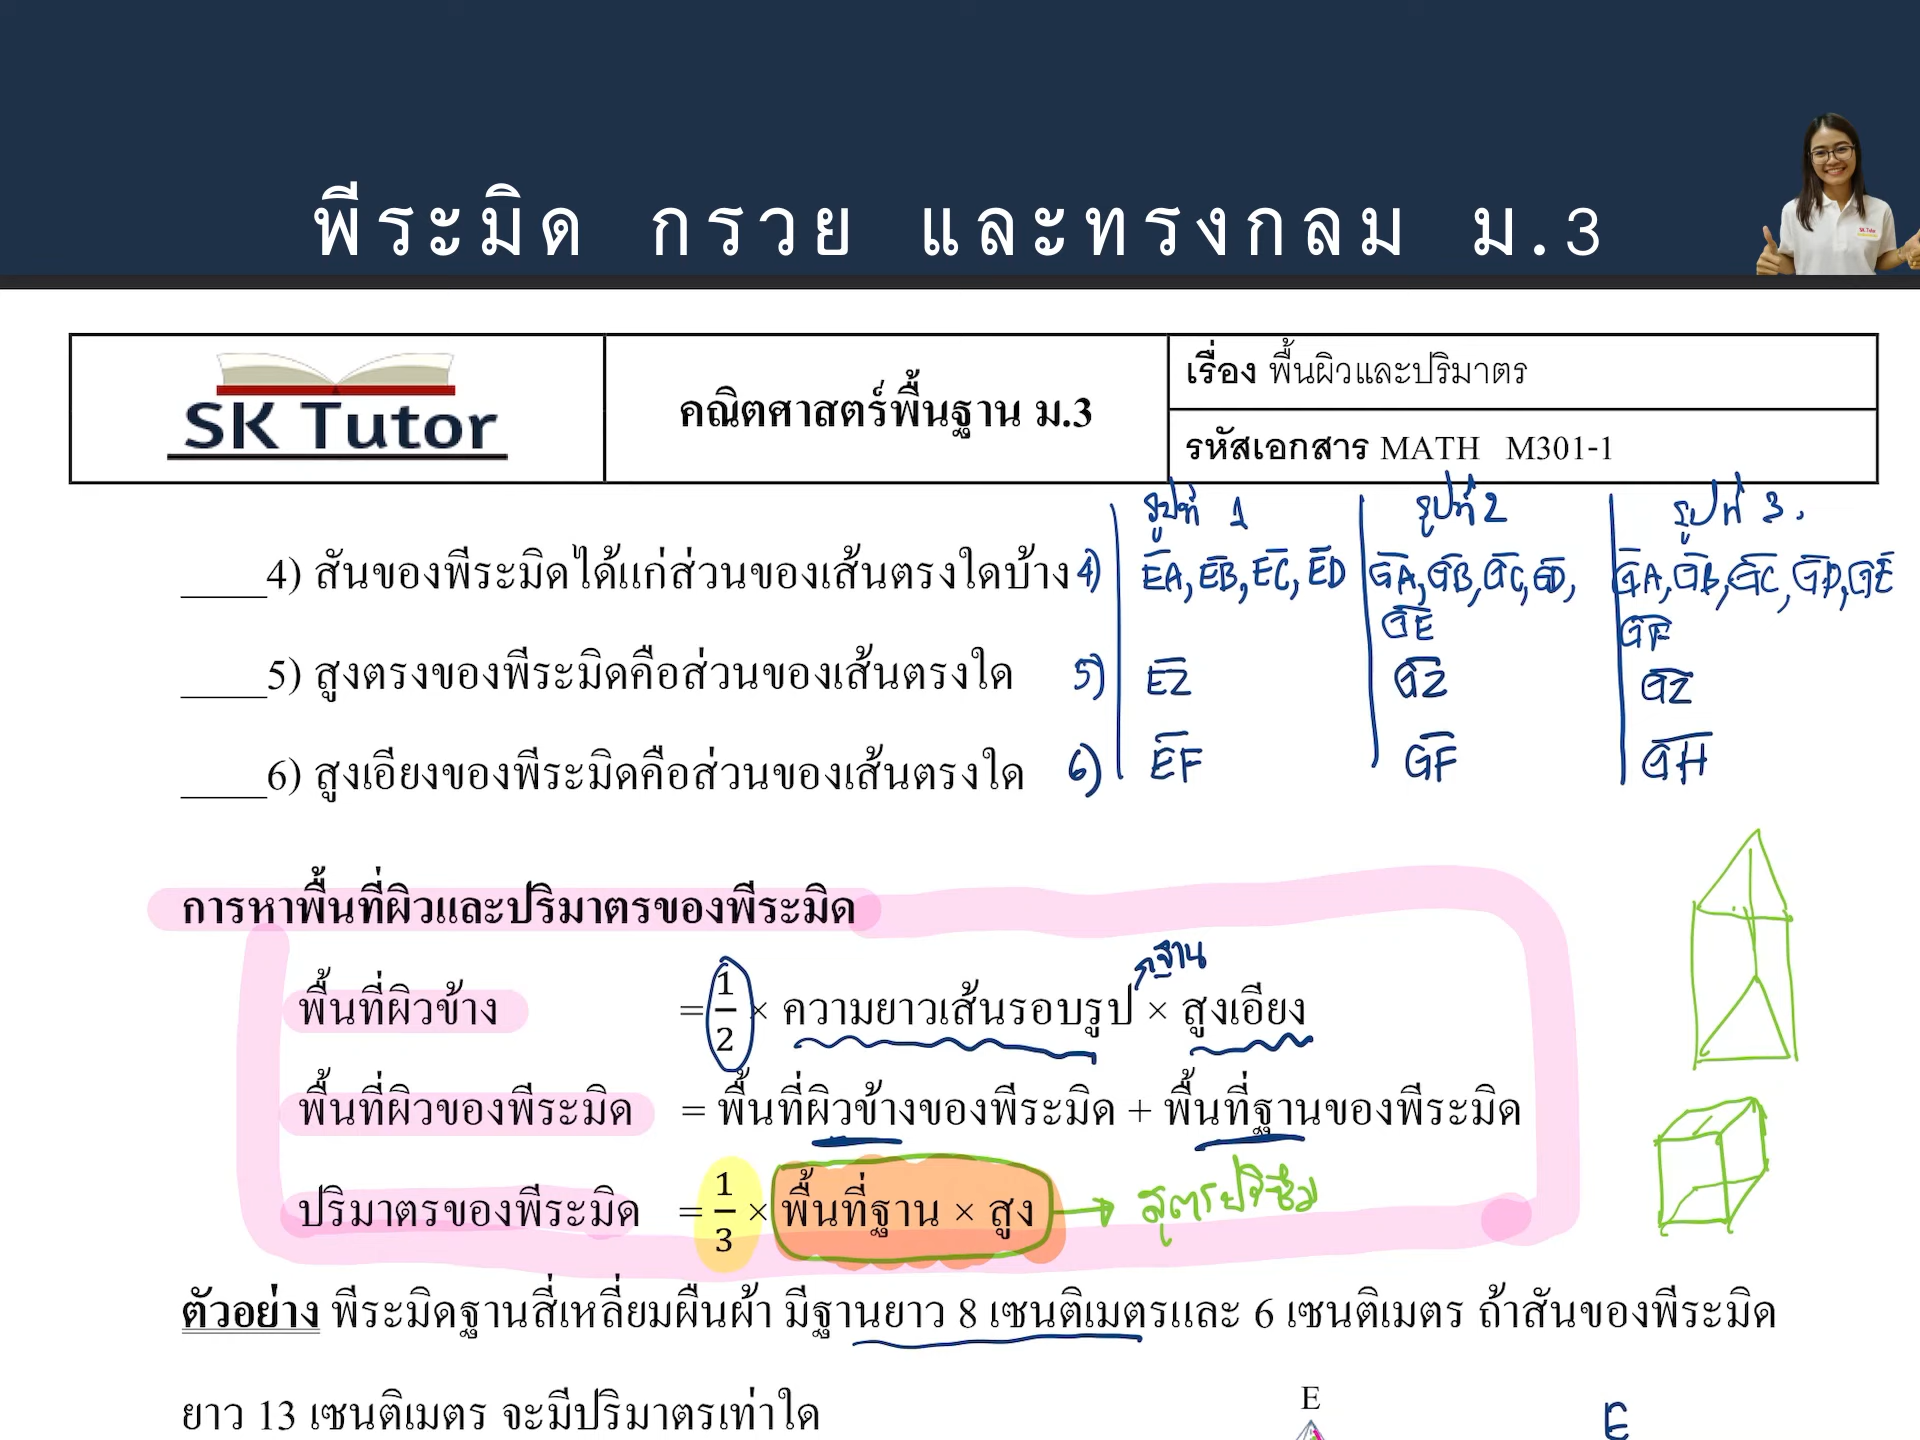 พีระมิด กรวย และทรงกลม ม.3
SK Tutor
คณิตศาสตร์พื้นฐาน ม.3
เรื่อง พื้นผิวและปริมาตร
รหัสเอกสาร MATH M301-1
รูปที่ 1 รูปที่ 2 รูปที่ 3.
____4) สันของพีระมิดได้แก่ส่วนของเส้นตรงใดบ้าง 4) EA, EB, EC, ED GA, GB, GC, GD, GA, GB, GC, GD, GE
GE GF
____5) สูงตรงของพีระมิดคือส่วนของเส้นตรงใด 5) EZ GZ GZ
____6) สูงเอียงของพีระมิดคือส่วนของเส้นตรงใด 6) EF GF GH
การหาพื้นที่ผิวและปริมาตรของพีระมิด
ฐาน
พื้นที่ผิวข้าง = 1/2 × ความยาวเส้นรอบรูป × สูงเอียง
พื้นที่ผิวของพีระมิด = พื้นที่ผิวข้างของพีระมิด + พื้นที่ฐานของพีระมิด
ปริมาตรของพีระมิด = 1/3 × พื้นที่ฐาน × สูง → สูตรปริซึม
ตัวอย่าง พีระมิดฐานสี่เหลี่ยมผืนผ้า มีฐานยาว 8 เซนติเมตรและ 6 เซนติเมตร ถ้าสันของพีระมิด
ยาว 13 เซนติเมตร จะมีปริมาตรเท่าใด
E E